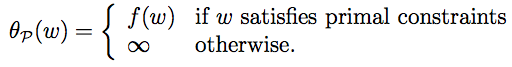 θ_P(w) = { f(w) if w satisfies primal constraints
∞ otherwise.